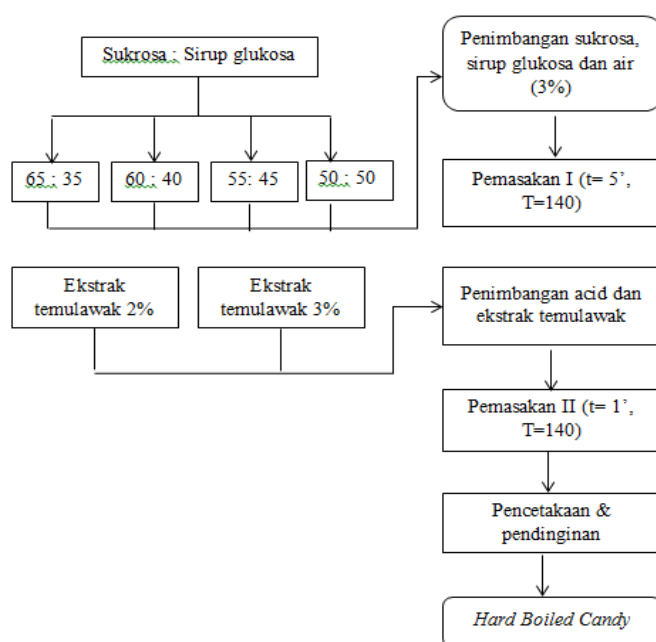 Sukrosa : Sirup glukosa
65 : 35
60 : 40
55: 45
50 : 50
Penimbangan sukrosa,
sirup glukosa dan air
(3%)
Pemasakan I (t= 5’,
T=140)
Ekstrak
temulawak 2%
Ekstrak
temulawak 3%
Penimbangan acid dan
ekstrak temulawak
Pemasakan II (t= 1’,
T=140)
Pencetakaan &
pendinginan
Hard Boiled Candy